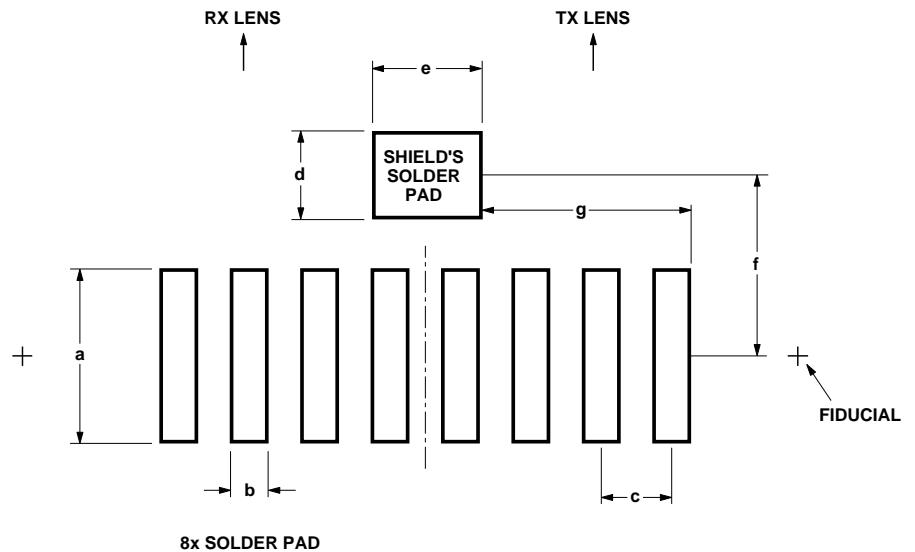 RX LENS
TX LENS
e
SHIELD'S
SOLDER
PAD
d
g
f
a
FIDUCIAL
b
c
8x SOLDER PAD